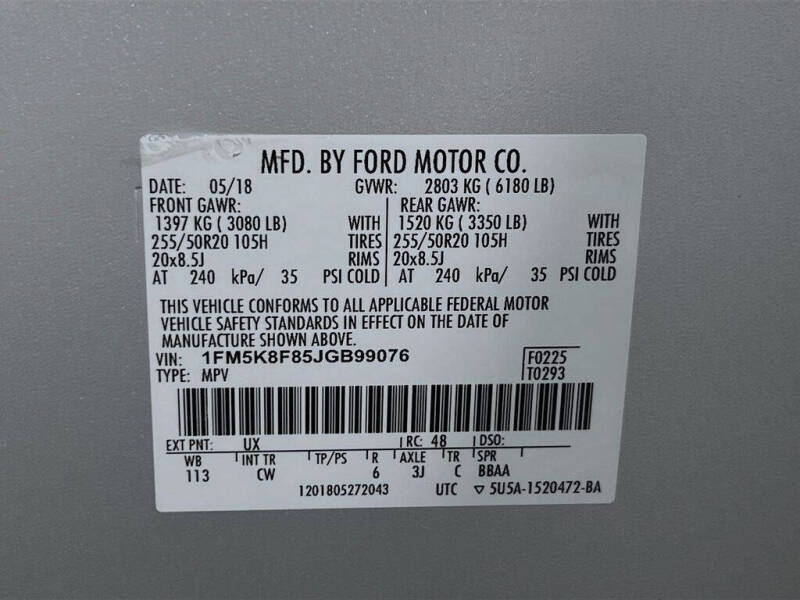 MFD. BY FORD MOTOR CO.
DATE: 05/18 GVWR: 2803 KG ( 6180 LB)
FRONT GAWR: REAR GAWR:
1397 KG ( 3080 LB) WITH 1520 KG ( 3350 LB) WITH
255/50R20 105H TIRES 255/50R20 105H TIRES
20x8.5J RIMS 20x8.5J RIMS
AT 240 kPa/ 35 PSI COLD AT 240 kPa/ 35 PSI COLD
THIS VEHICLE CONFORMS TO ALL APPLICABLE FEDERAL MOTOR
VEHICLE SAFETY STANDARDS IN EFFECT ON THE DATE OF
MANUFACTURE SHOWN ABOVE.
VIN: 1FM5K8F85JGB99076 F0225
TYPE: MPV T0293
EXT PNT: UX RC: 48 DSO:
WB INT TR TP/PS R AXLE TR SPR
113 CW 6 3J C BBAA
1201805272043 UTC ▽ 5U5A-1520472-BA